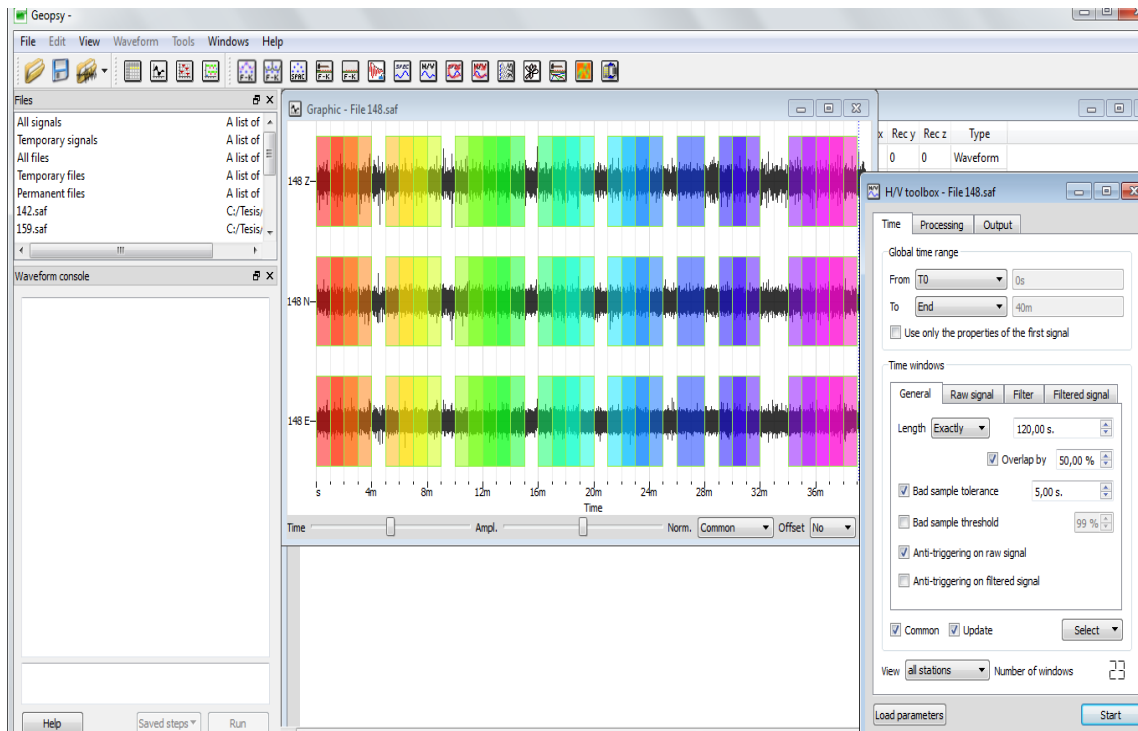 Geopsy -
File Edit View Waveform Tools Windows Help
Files
All signals A list of
Temporary signals A list of
All files A list of
Temporary files A list of
Permanent files A list of
142.saf C:/Tesis/
159.saf C:/Tesis/
Waveform console
Help Saved steps Run
Graphic - File 148.saf
148 Z
148 N
148 E
s 4m 8m 12m 16m 20m 24m 28m 32m 36m
Time
Time Ampl. Norm. Common Offset No
x Rec y Rec z Type
0 0 Waveform
H/V toolbox - File 148.saf
Time Processing Output
Global time range
From T0 0s
To End 40m
Use only the properties of the first signal
Time windows
General Raw signal Filter Filtered signal
Length Exactly 120,00 s.
Overlap by 50,00 %
Bad sample tolerance 5,00 s.
Bad sample threshold 99 %
Anti-triggering on raw signal
Anti-triggering on filtered signal
Common Update Select
View all stations Number of windows 23
Load parameters Start